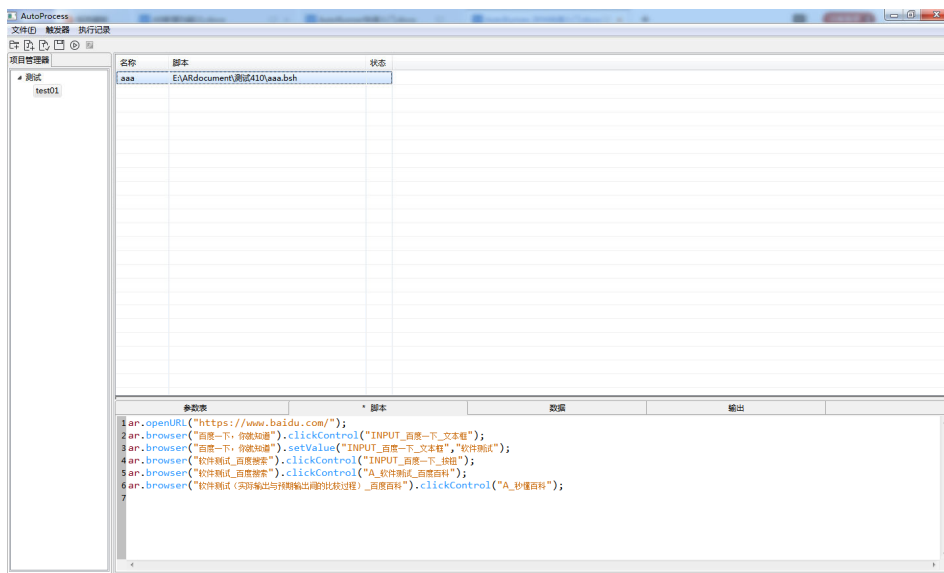 AutoProcess
文件(F) 触发器 执行记录
项目管理器
名称 脚本 状态
测试
aaa E:\ARdocument\测试410\aaa.bsh
test01
参数表 * 脚本 数据 输出
1 ar.openURL("https://www.baidu.com/");
2 ar.browser("百度一下，你就知道").clickControl("INPUT_百度一下_文本框");
3 ar.browser("百度一下，你就知道").setValue("INPUT_百度一下_文本框","软件测试");
4 ar.browser("软件测试_百度搜索").clickControl("INPUT_百度一下_按钮");
5 ar.browser("软件测试_百度搜索").clickControl("A_软件测试_百度百科");
6 ar.browser("软件测试（实际输出与预期输出间的比较过程）_百度百科").clickControl("A_秒懂百科");
7